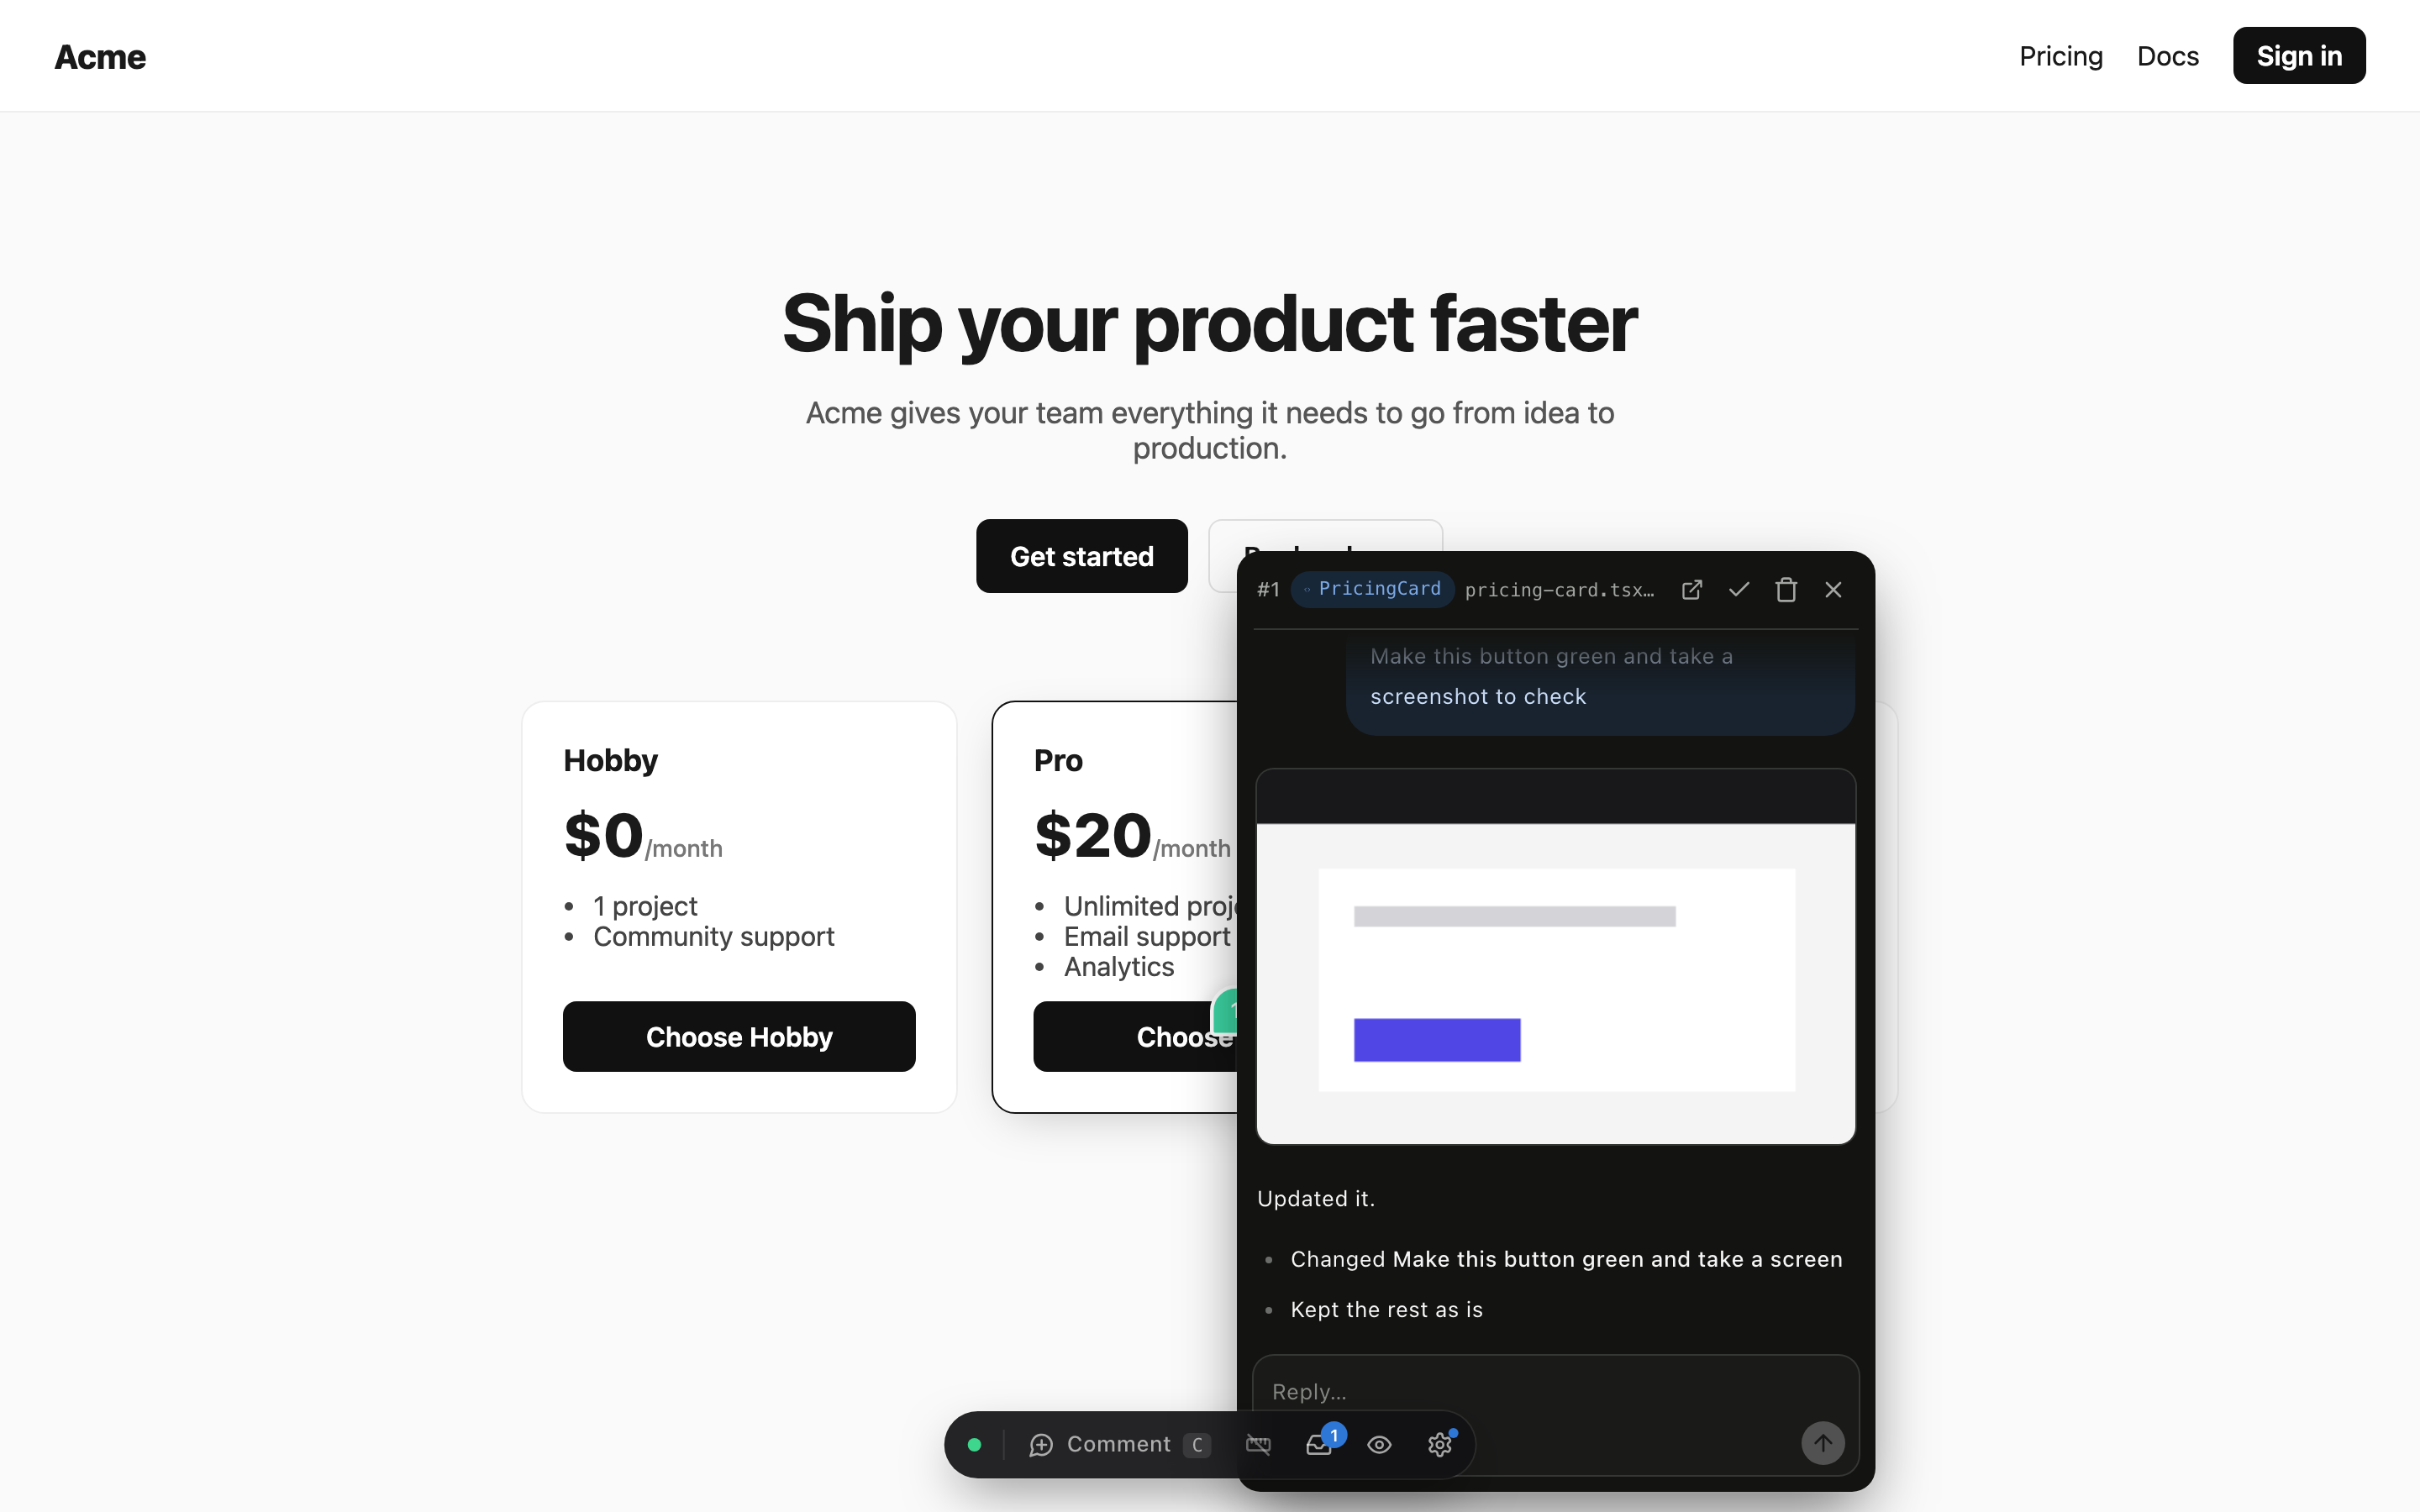 Acme
Pricing
Docs
Sign in
Ship your product faster
Acme gives your team everything it needs to go from idea to
production.
Get started
#1
PricingCard
pricing-card.tsx…
Make this button green and take a
screenshot to check
Hobby
$0/month
• 1 project
• Community support
Choose Hobby
Pro
$20/month
• Unlimited
• Email support
• Analytics
Choose
Updated it.
• Changed Make this button green and take a screen
• Kept the rest as is
Reply...
Comment C
1